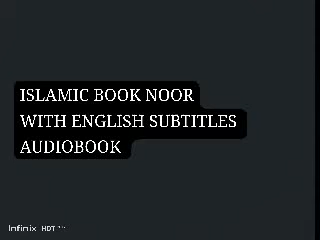 ISLAMIC BOOK NOOR
WITH ENGLISH SUBTITLES
AUDIOBOOK
Infinix HOT